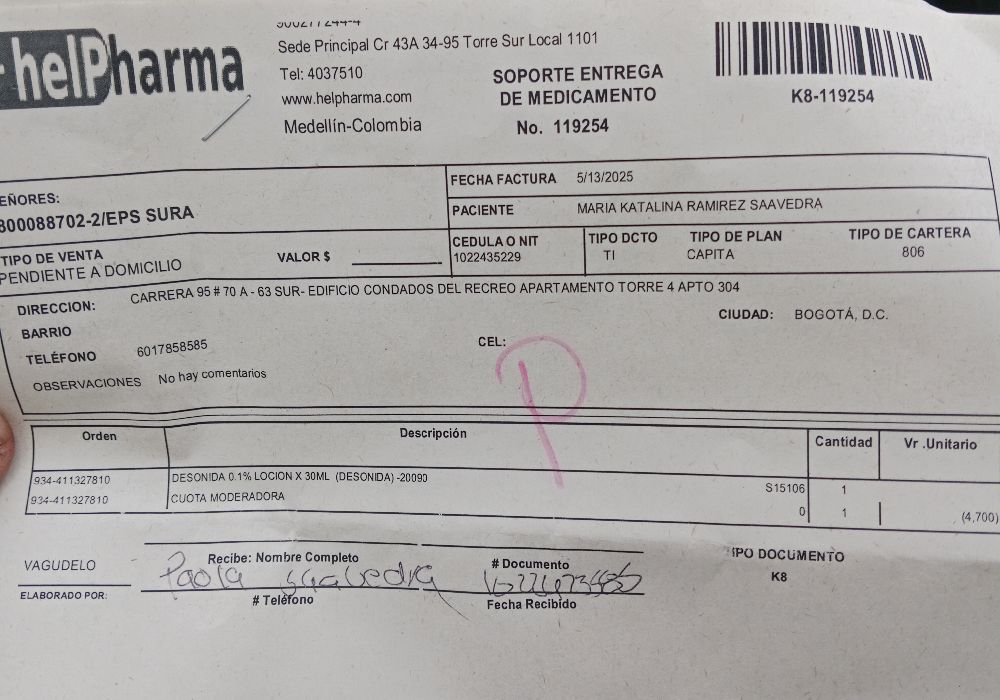 helPharma
Sede Principal Cr 43A 34-95 Torre Sur Local 1101
Tel: 4037510
www.helpharma.com
Medellín-Colombia
SOPORTE ENTREGA
DE MEDICAMENTO
No. 119254
K8-119254
EÑORES:
800088702-2/EPS SURA
FECHA FACTURA 5/13/2025
PACIENTE MARIA KATALINA RAMIREZ SAAVEDRA
TIPO DE VENTA
PENDIENTE A DOMICILIO
VALOR $
CEDULA O NIT
1022435229
TIPO DCTO
TI
TIPO DE PLAN
CAPITA
TIPO DE CARTERA
806
DIRECCION: CARRERA 95 # 70 A - 63 SUR- EDIFICIO CONDADOS DEL RECREO APARTAMENTO TORRE 4 APTO 304
BARRIO
CIUDAD: BOGOTÁ, D.C.
TELÉFONO 6017858585
CEL:
OBSERVACIONES No hay comentarios
P
Orden Descripción Cantidad Vr .Unitario
934-411327810 DESONIDA 0.1% LOCION X 30ML (DESONIDA) -20090 S15106 1
934-411327810 CUOTA MODERADORA 0 1 (4,700)
VAGUDELO
ELABORADO POR:
Recibe: Nombre Completo
Paola Saavedra
# Teléfono
# Documento
Fecha Recibido
IPO DOCUMENTO
K8